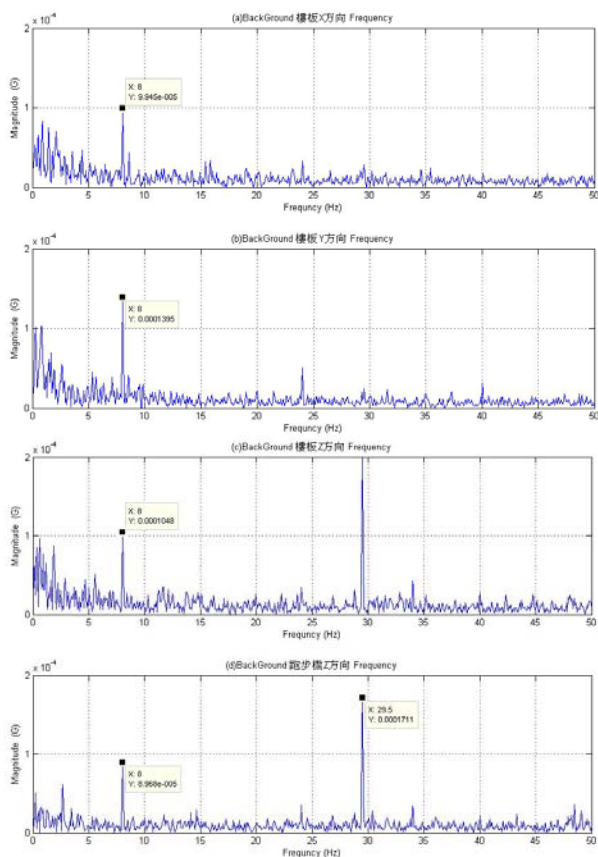 (a)BackGround 樓板X方向 Frequency
2 x 10⁻⁴
X: 8
Y: 9.945e-005
1
Magnitude (G)
0
0 5 10 15 20 25 30 35 40 45 50
Frequncy (Hz)
(b)BackGround 樓板Y方向 Frequency
2 x 10⁻⁴
X: 8
Y: 0.0001395
1
Magnitude (G)
0
0 5 10 15 20 25 30 35 40 45 50
Frequncy (Hz)
(c)BackGround 樓板Z方向 Frequency
2 x 10⁻⁴
X: 8
Y: 0.0001048
1
Magnitude (G)
0
0 5 10 15 20 25 30 35 40 45 50
Frequncy (Hz)
(d)BackGround 跑步機Z方向 Frequency
2 x 10⁻⁴
X: 29.5
Y: 0.0001711
1
X: 8
Y: 8.968e-005
Magnitude (G)
0
0 5 10 15 20 25 30 35 40 45 50
Frequncy (Hz)